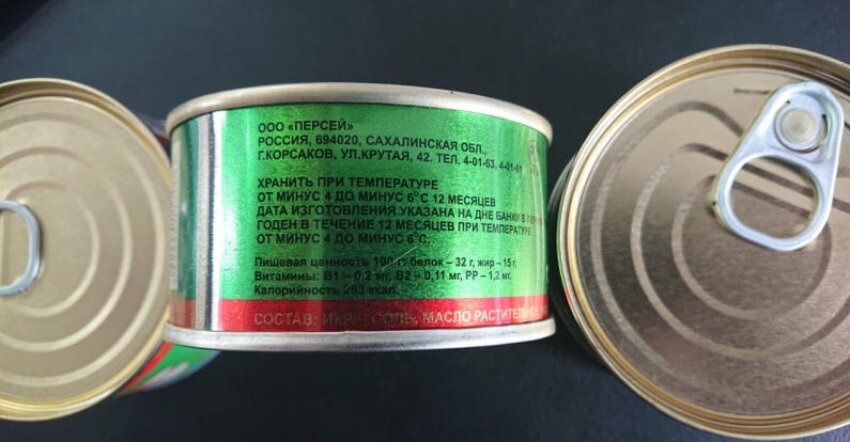 ООО «ПЕРСЕЙ»
РОССИЯ, 694020, САХАЛИНСКАЯ ОБЛ.,
Г.КОРСАКОВ, УЛ.КРУТАЯ, 42. ТЕЛ. 4-01-63, 4-01-61
ХРАНИТЬ ПРИ ТЕМПЕРАТУРЕ
ОТ МИНУС 4 ДО МИНУС 6°С 12 МЕСЯЦЕВ
ДАТА ИЗГОТОВЛЕНИЯ УКАЗАНА НА ДНЕ БАНКИ В
ГОДЕН В ТЕЧЕНИЕ 12 МЕСЯЦЕВ ПРИ ТЕМПЕРАТУРЕ
ОТ МИНУС 4 ДО МИНУС 6°С.
Пищевая ценность 100 г: белок – 32 г, жир – 15 г.
Витамины: В1 – 0,2 мг, В2 – 0,11 мг, РР – 1,2 мг.
Калорийность 263 ккал.
СОСТАВ: ИКРА, СОЛЬ, МАСЛО